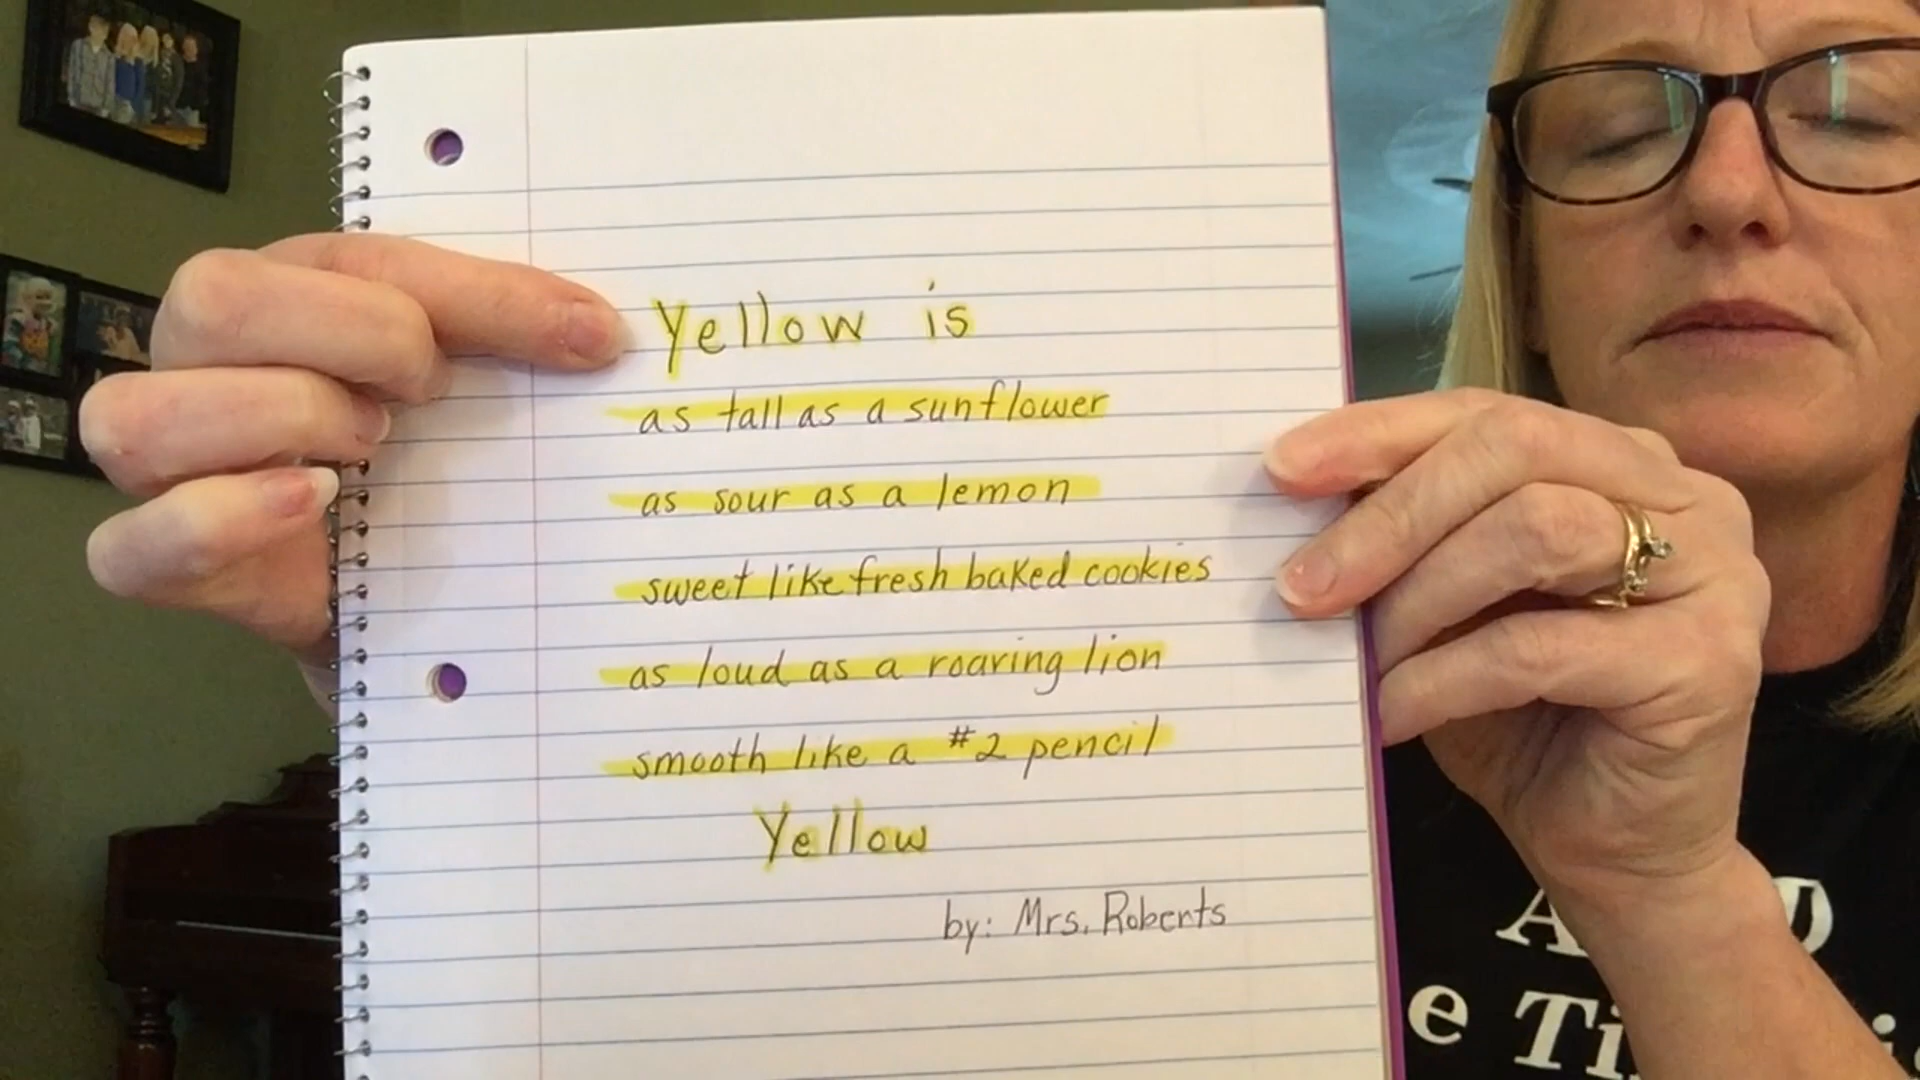 Yellow is
as tall as a sunflower
as sour as a lemon
sweet like fresh baked cookies
as loud as a roaring lion
smooth like a #2 pencil
Yellow
by: Mrs. Roberts